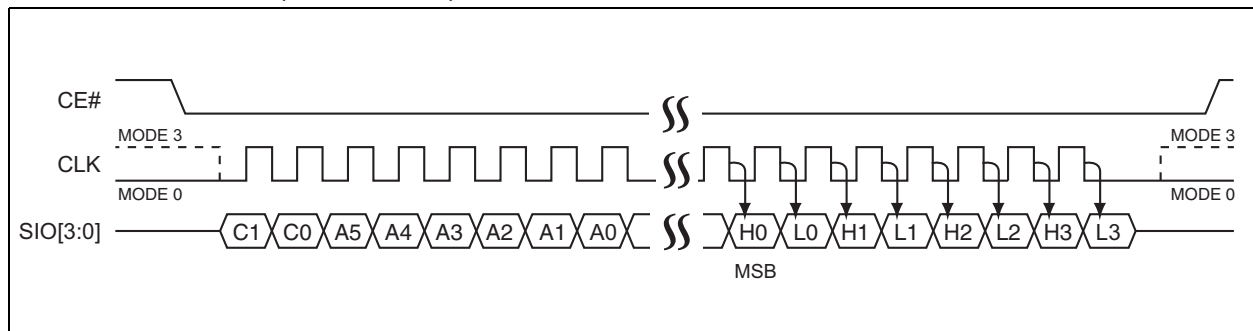 CE#
MODE 3 MODE 3
CLK
MODE 0 MODE 0
SIO[3:0] C1 C0 A5 A4 A3 A2 A1 A0 H0 L0 H1 L1 H2 L2 H3 L3
MSB